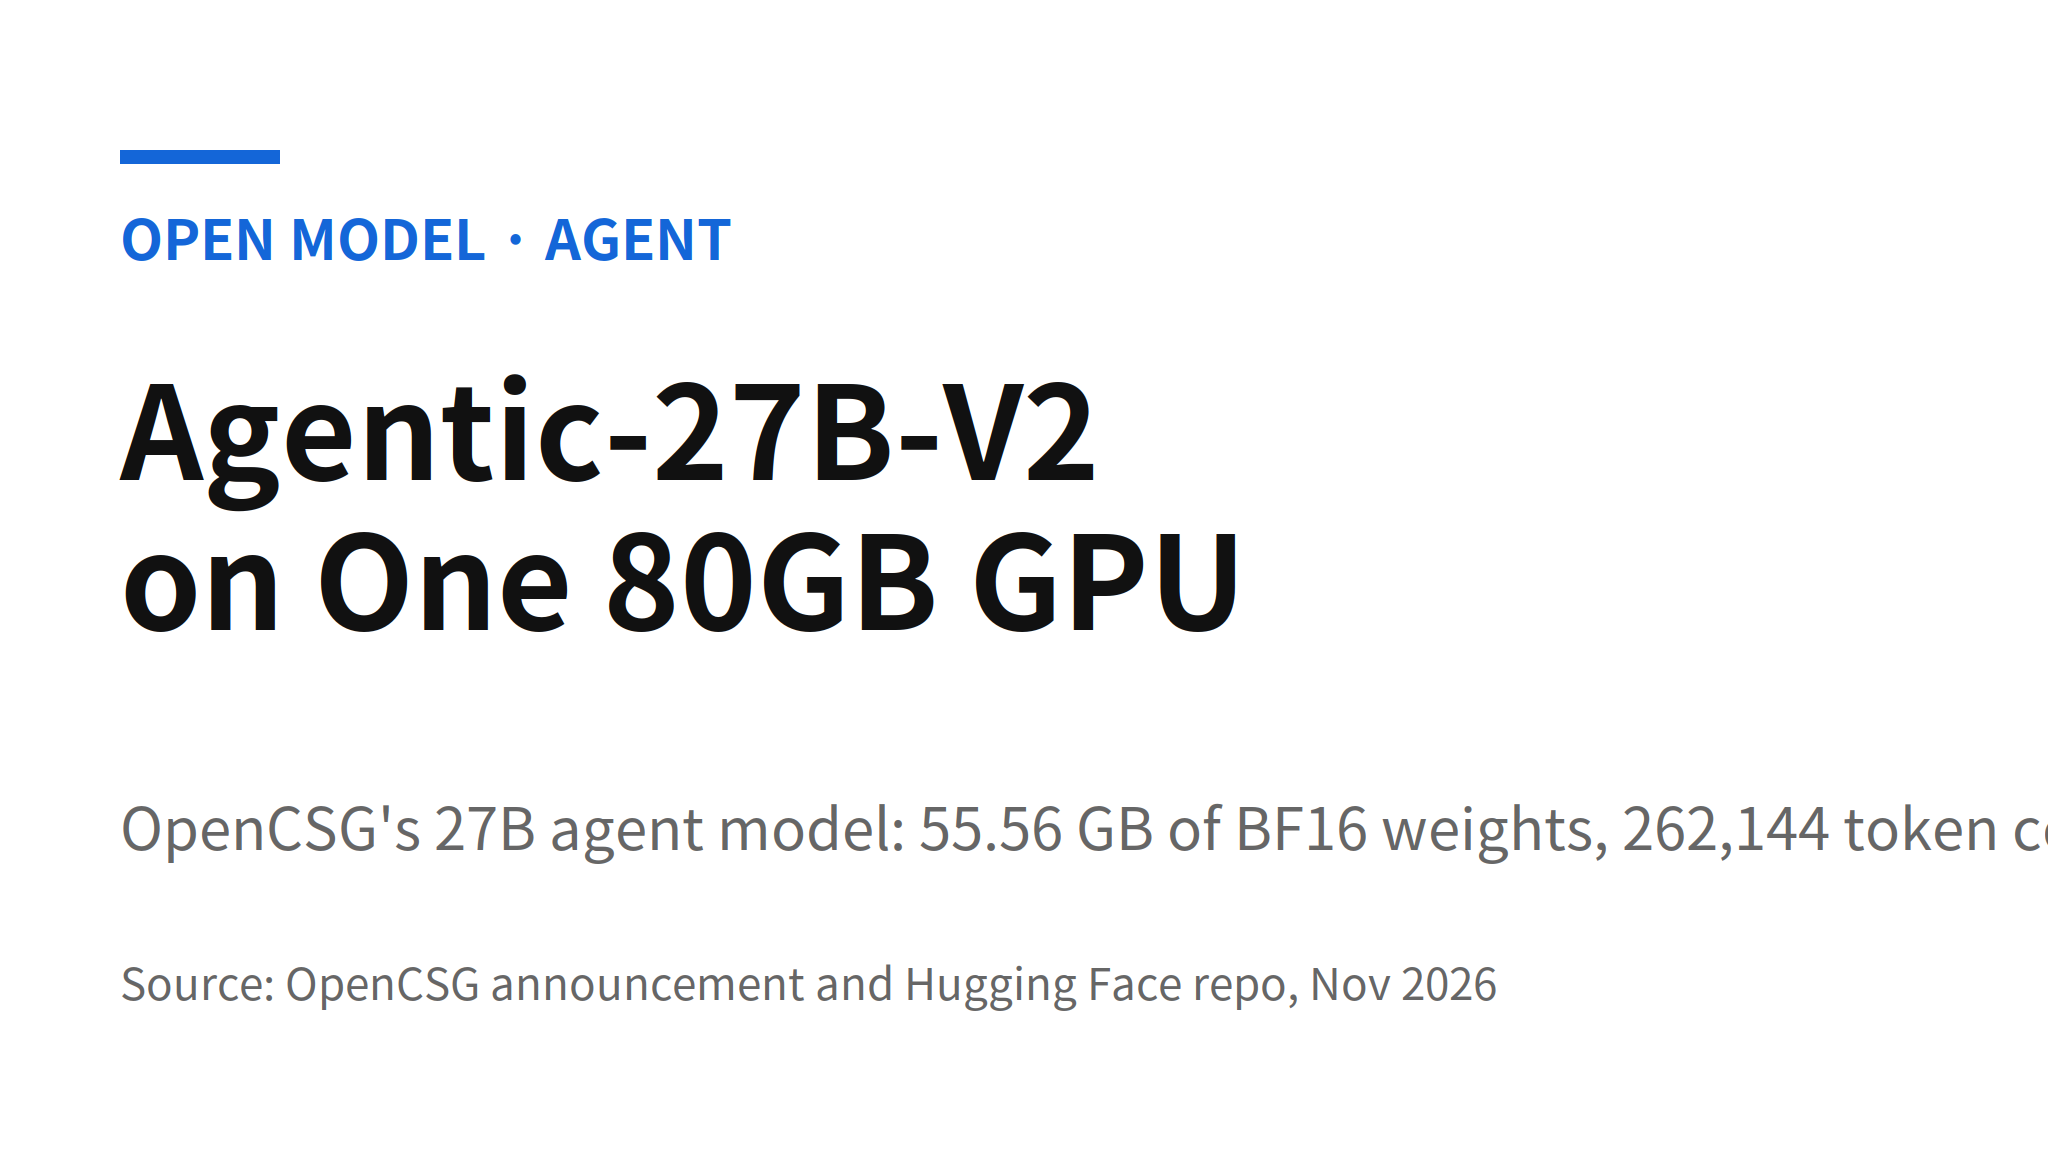 OPEN MODEL · AGENT
Agentic-27B-V2
on One 80GB GPU
OpenCSG's 27B agent model: 55.56 GB of BF16 weights, 262,144 token
Source: OpenCSG announcement and Hugging Face repo, Nov 2026